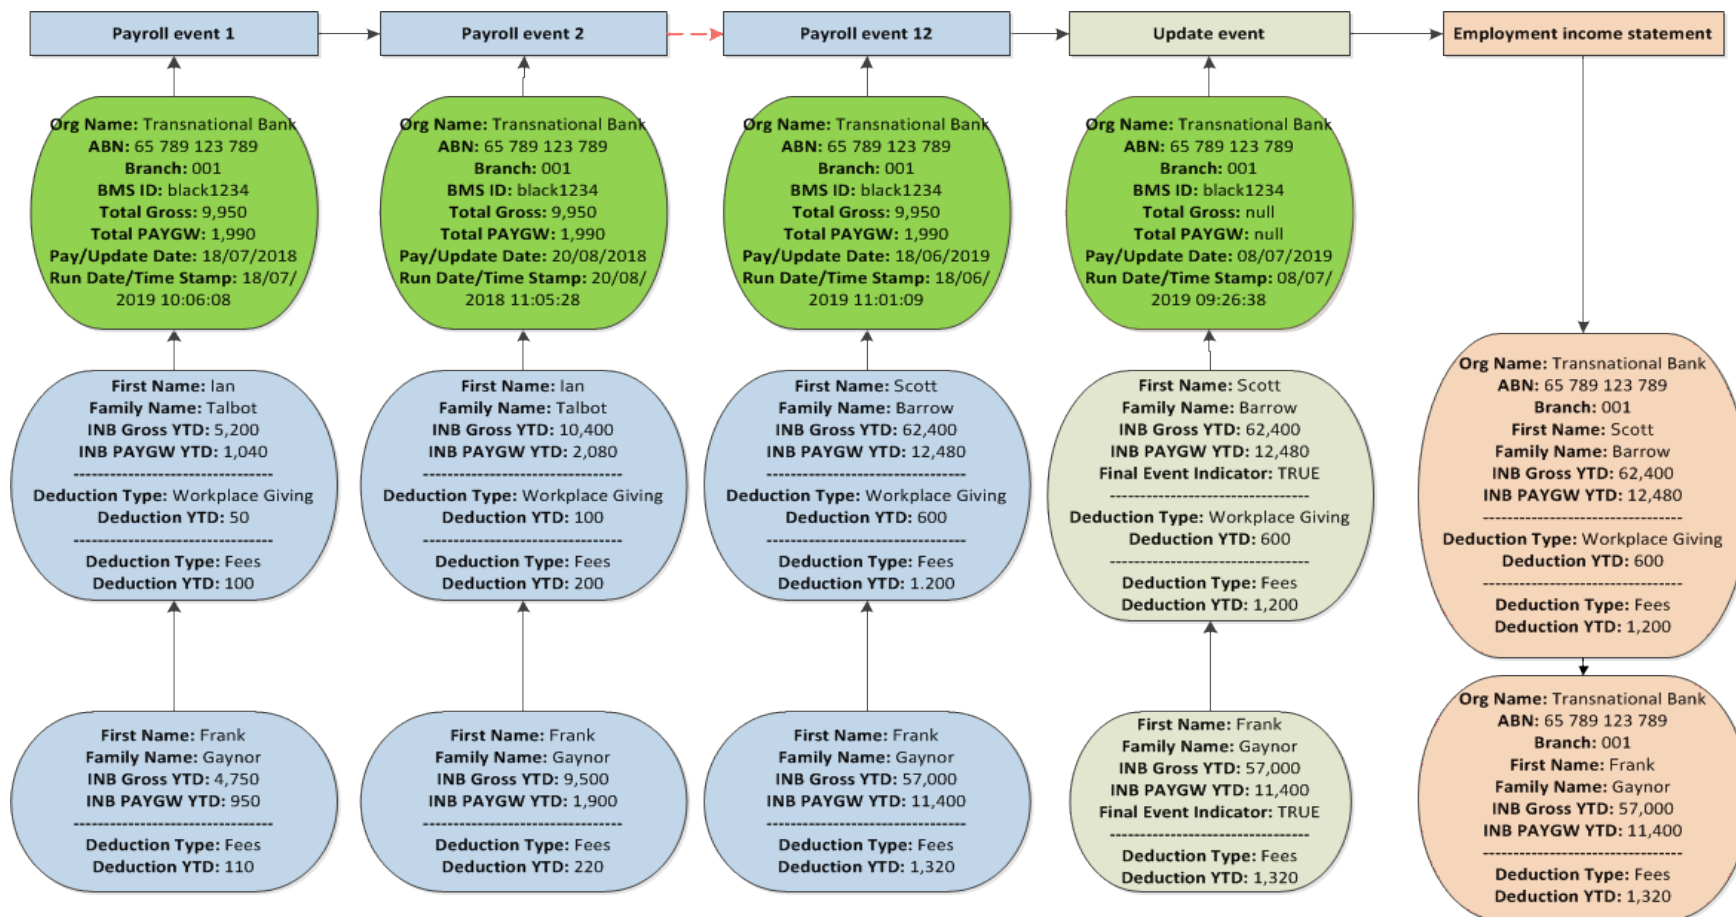 Payroll event 1
Payroll event 2
Payroll event 12
Update event
Employment income statement
Org Name: Transnational Bank
ABN: 65 789 123 789
Branch: 001
BMS ID: black1234
Total Gross: 9,950
Total PAYGW: 1,990
Pay/Update Date: 18/07/2018
Run Date/Time Stamp: 18/07/
2019 10:06:08
Org Name: Transnational Bank
ABN: 65 789 123 789
Branch: 001
BMS ID: black1234
Total Gross: 9,950
Total PAYGW: 1,990
Pay/Update Date: 20/08/2018
Run Date/Time Stamp: 20/08/
2018 11:05:28
Org Name: Transnational Bank
ABN: 65 789 123 789
Branch: 001
BMS ID: black1234
Total Gross: 9,950
Total PAYGW: 1,990
Pay/Update Date: 18/06/2019
Run Date/Time Stamp: 18/06/
2019 11:01:09
Org Name: Transnational Bank
ABN: 65 789 123 789
Branch: 001
BMS ID: black1234
Total Gross: null
Total PAYGW: null
Pay/Update Date: 08/07/2019
Run Date/Time Stamp: 08/07/
2019 09:26:38
First Name: Ian
Family Name: Talbot
INB Gross YTD: 5,200
INB PAYGW YTD: 1,040
---------------------------------
Deduction Type: Workplace Giving
Deduction YTD: 50
---------------------------------
Deduction Type: Fees
Deduction YTD: 100
First Name: Ian
Family Name: Talbot
INB Gross YTD: 10,400
INB PAYGW YTD: 2,080
---------------------------------
Deduction Type: Workplace Giving
Deduction YTD: 100
---------------------------------
Deduction Type: Fees
Deduction YTD: 200
First Name: Scott
Family Name: Barrow
INB Gross YTD: 62,400
INB PAYGW YTD: 12,480
---------------------------------
Deduction Type: Workplace Giving
Deduction YTD: 600
---------------------------------
Deduction Type: Fees
Deduction YTD: 1.200
First Name: Scott
Family Name: Barrow
INB Gross YTD: 62,400
INB PAYGW YTD: 12,480
Final Event Indicator: TRUE
---------------------------------
Deduction Type: Workplace Giving
Deduction YTD: 600
---------------------------------
Deduction Type: Fees
Deduction YTD: 1,200
Org Name: Transnational Bank
ABN: 65 789 123 789
Branch: 001
First Name: Scott
Family Name: Barrow
INB Gross YTD: 62,400
INB PAYGW YTD: 12,480
---------------------------------
Deduction Type: Workplace Giving
Deduction YTD: 600
---------------------------------
Deduction Type: Fees
Deduction YTD: 1,200
First Name: Frank
Family Name: Gaynor
INB Gross YTD: 4,750
INB PAYGW YTD: 950
---------------------------------
Deduction Type: Fees
Deduction YTD: 110
First Name: Frank
Family Name: Gaynor
INB Gross YTD: 9,500
INB PAYGW YTD: 1,900
---------------------------------
Deduction Type: Fees
Deduction YTD: 220
First Name: Frank
Family Name: Gaynor
INB Gross YTD: 57,000
INB PAYGW YTD: 11,400
---------------------------------
Deduction Type: Fees
Deduction YTD: 1,320
First Name: Frank
Family Name: Gaynor
INB Gross YTD: 57,000
INB PAYGW YTD: 11,400
Final Event Indicator: TRUE
---------------------------------
Deduction Type: Fees
Deduction YTD: 1,320
Org Name: Transnational Bank
ABN: 65 789 123 789
Branch: 001
First Name: Frank
Family Name: Gaynor
INB Gross YTD: 57,000
INB PAYGW YTD: 11,400
---------------------------------
Deduction Type: Fees
Deduction YTD: 1,320